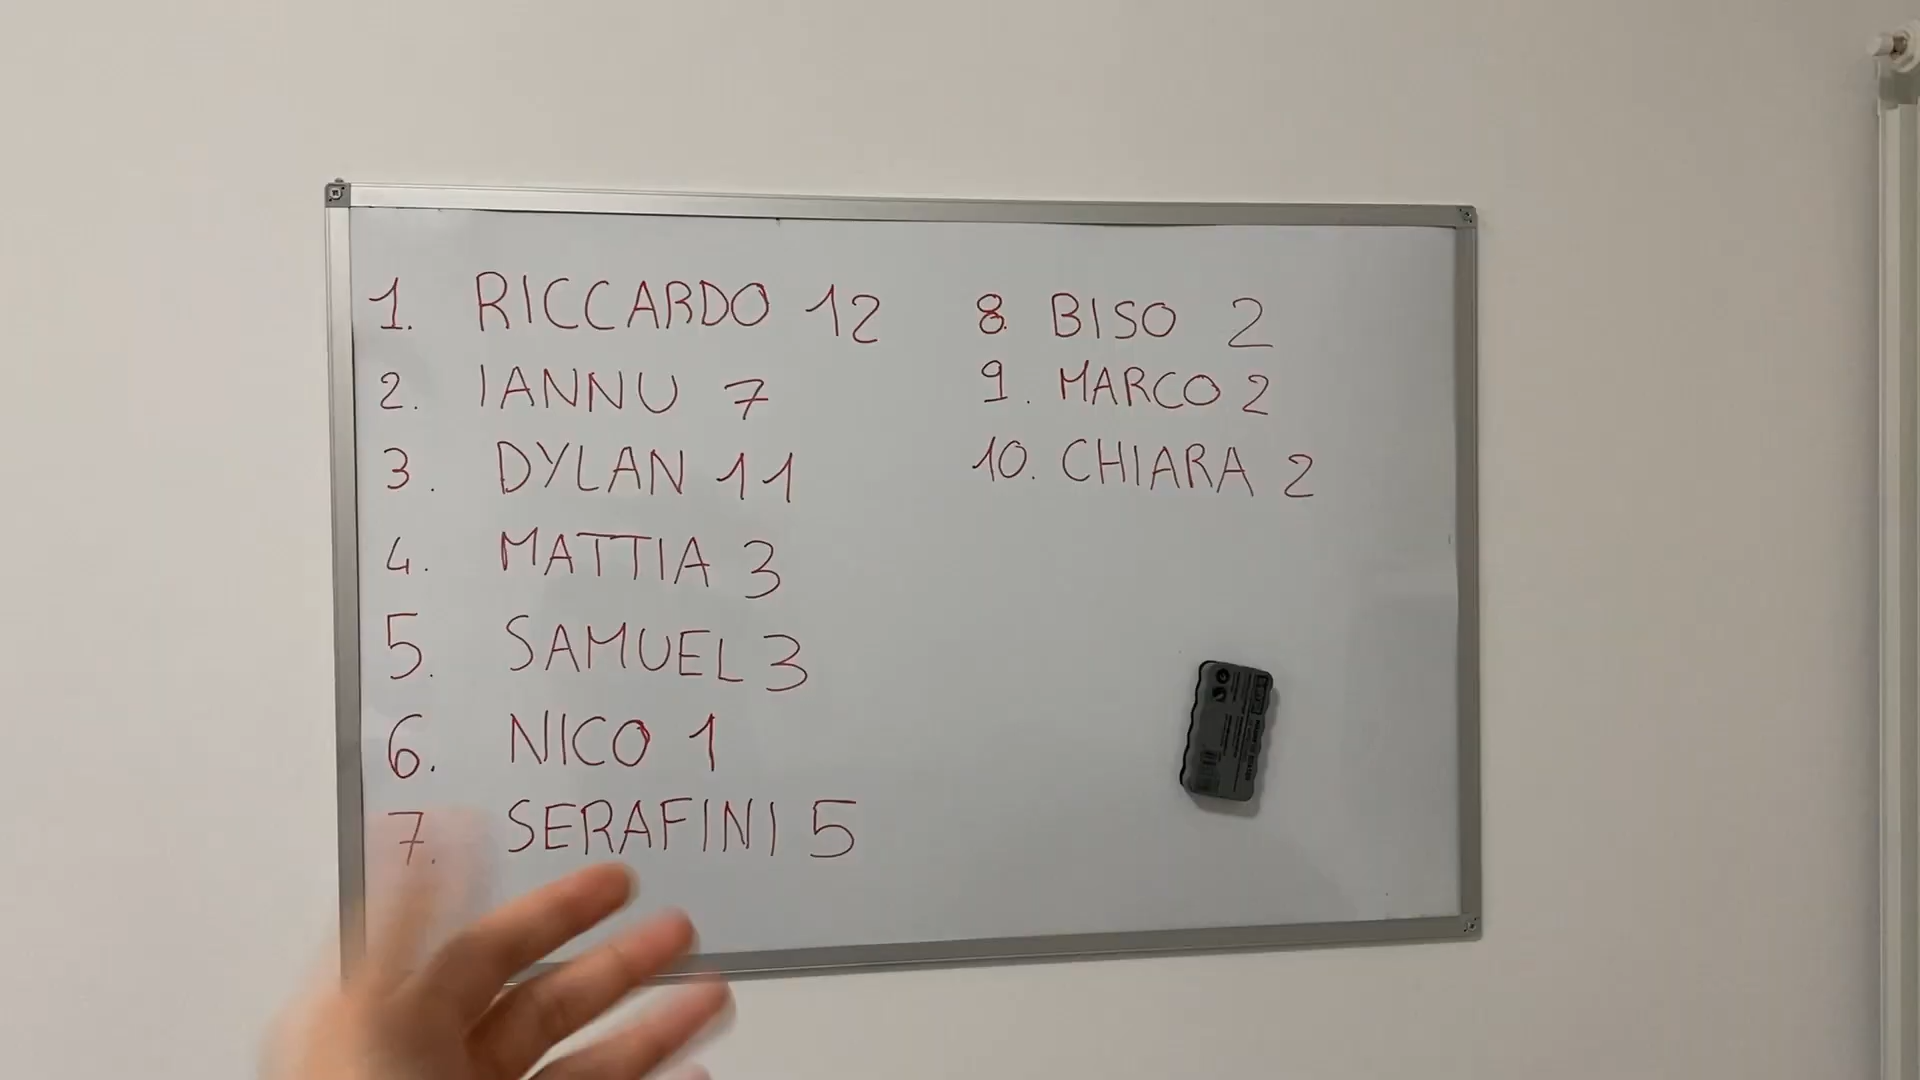 1. RICCARDO 12
2. IANNU 7
3. DYLAN 11
4. MATTIA 3
5. SAMUEL 3
6. NICO 1
7. SERAFINI 5
8. BISO 2
9. MARCO 2
10. CHIARA 2